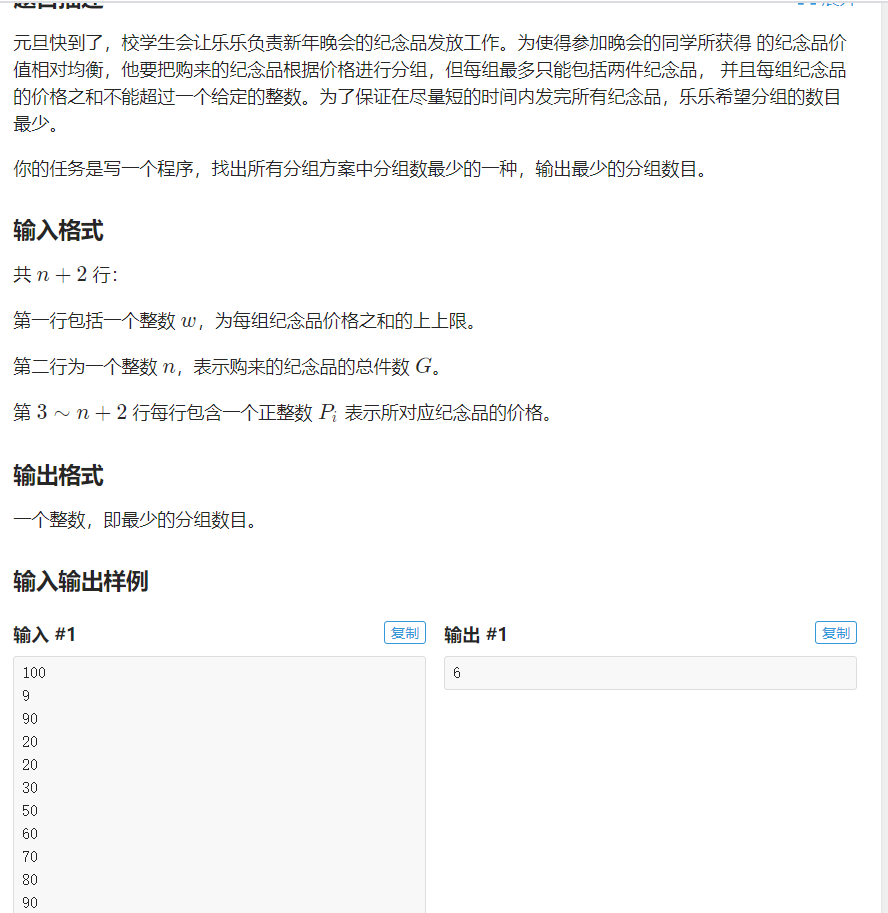 元旦快到了，校学生会让乐乐负责新年晚会的纪念品发放工作。为使得参加晚会的同学所获得 的纪念品价
值相对均衡，他要把购来的纪念品根据价格进行分组，但每组最多只能包括两件纪念品， 并且每组纪念品
的价格之和不能超过一个给定的整数。为了保证在尽量短的时间内发完所有纪念品，乐乐希望分组的数目
最少。
你的任务是写一个程序，找出所有分组方案中分组数最少的一种，输出最少的分组数目。
输入格式
共 n + 2 行：
第一行包括一个整数 w，为每组纪念品价格之和的上上限。
第二行为一个整数 n，表示购来的纪念品的总件数 G。
第 3 ∼ n + 2 行每行包含一个正整数 Pi 表示所对应纪念品的价格。
输出格式
一个整数，即最少的分组数目。
输入输出样例
输入 #1 复制
100
9
90
20
20
30
50
60
70
80
90
输出 #1 复制
6